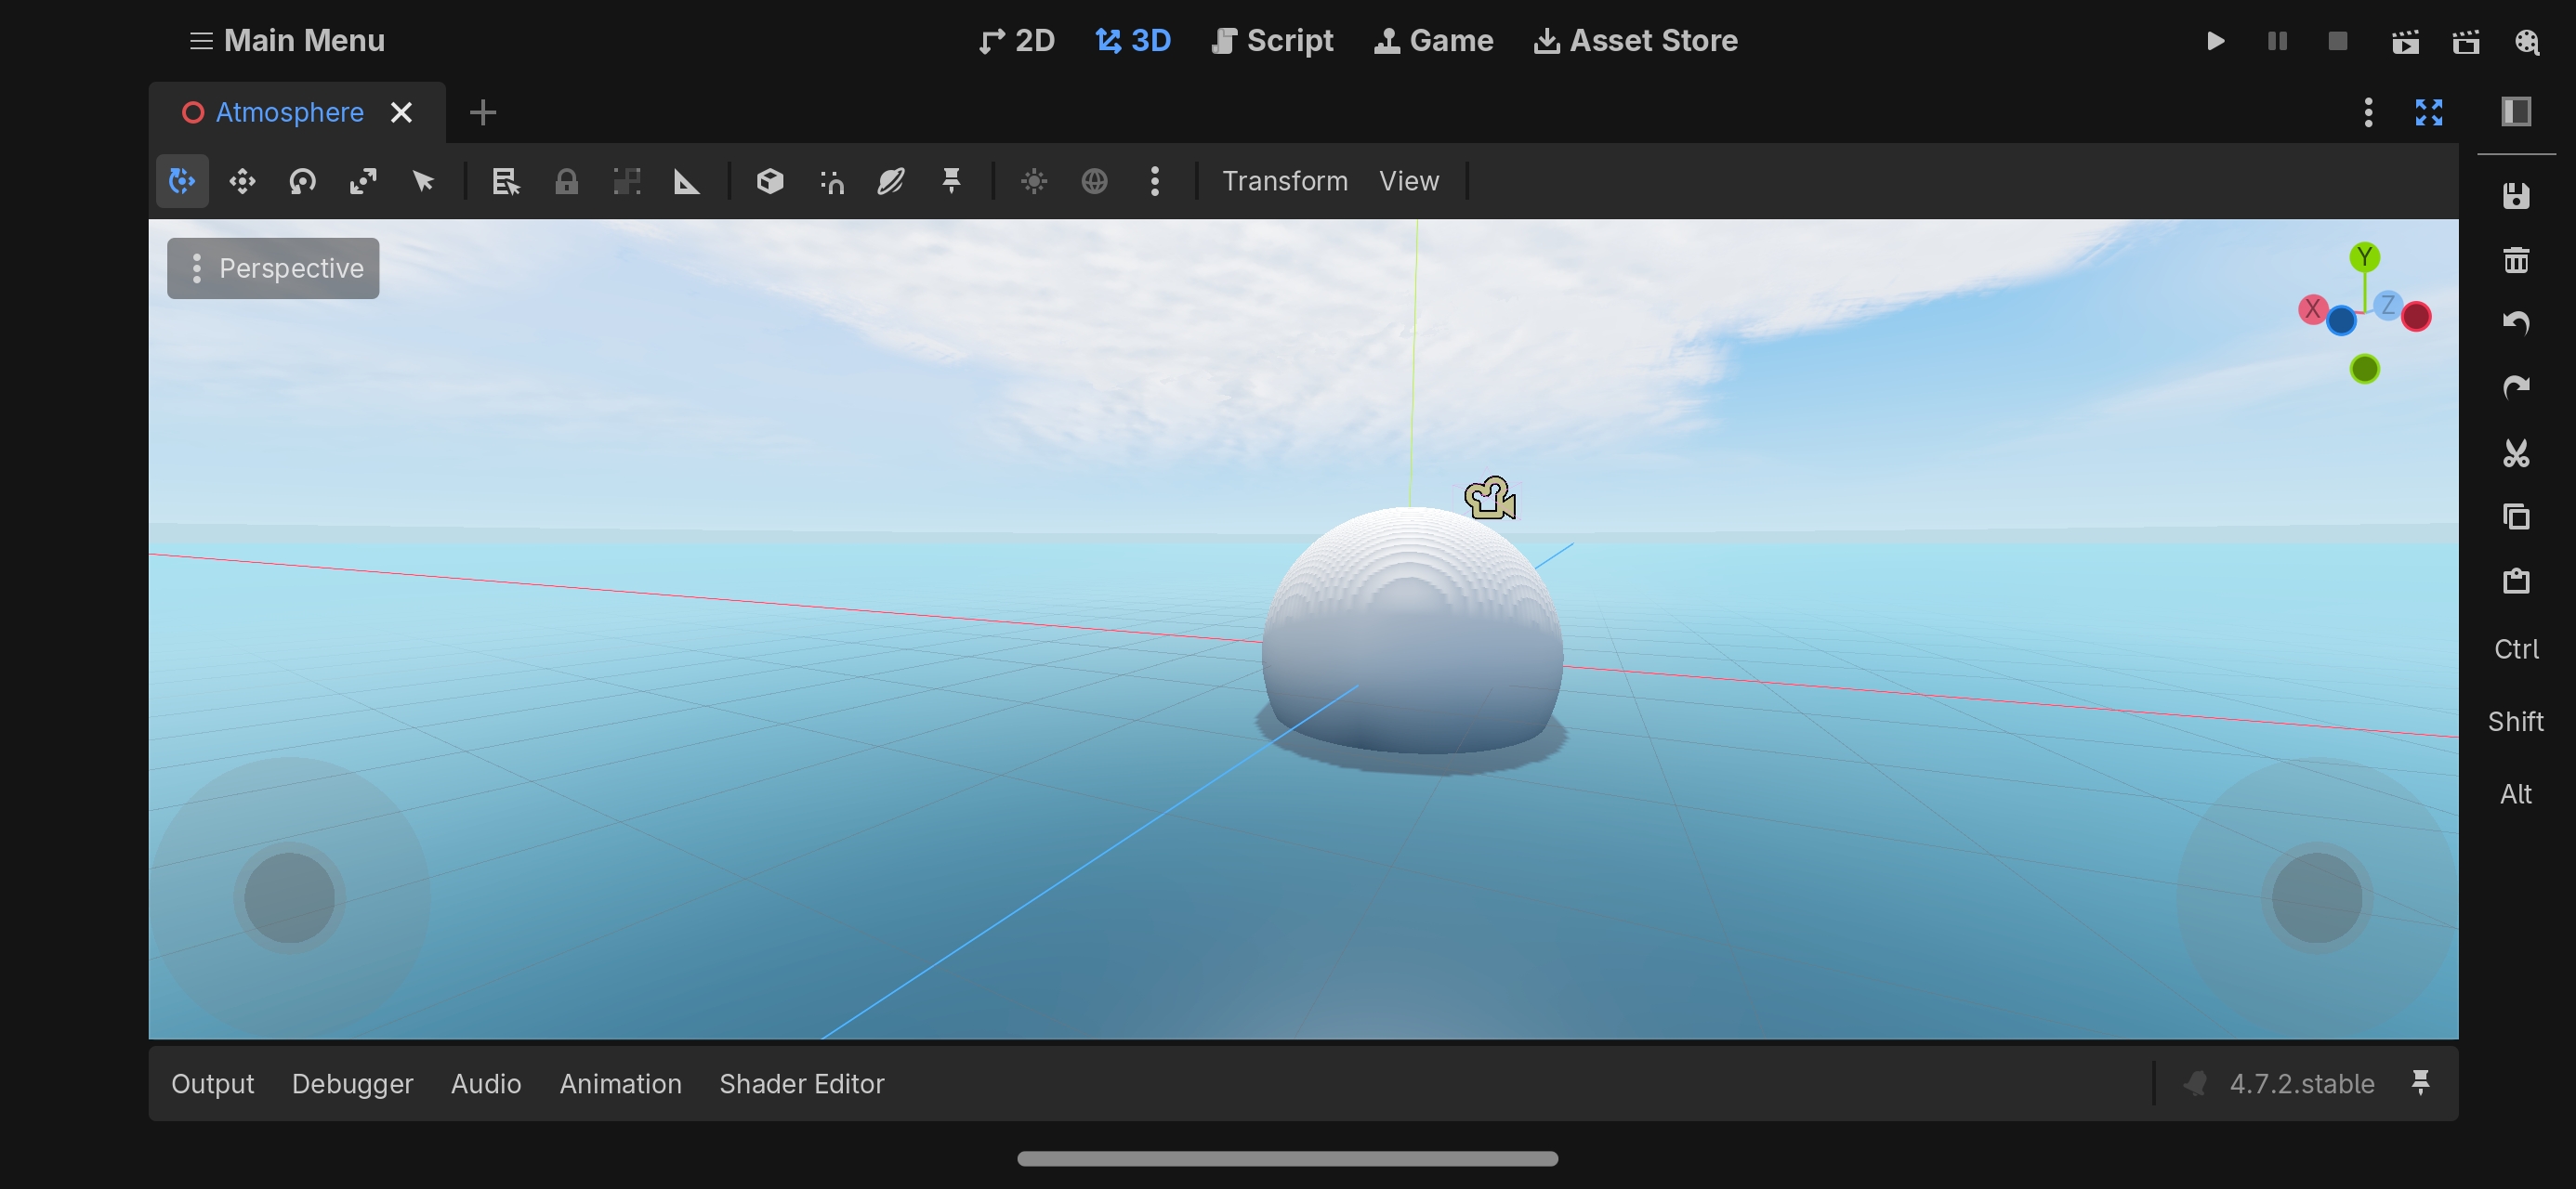 Main Menu
2D
3D
Script
Game
Asset Store
Atmosphere
Transform
View
Perspective
Y
X
Z
Ctrl
Shift
Alt
Output
Debugger
Audio
Animation
Shader Editor
4.7.2.stable